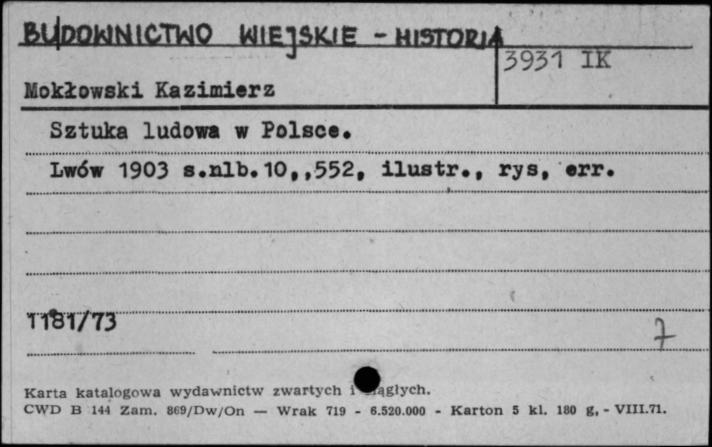 BUDOWNICTWO WIEJSKIE - HISTORIA
3931 IK
Mokłowski Kazimierz
Sztuka ludowa w Polsce.
Lwów 1903 s.nlb.10,,552, ilustr., rys, err.
1181/73
7
Karta katalogowa wydawnictw zwartych i
CWD B 144 Zam. 869/Dw/On — Wrak 719 - 6.520.000 - Karton 5 kl. 180 g, - VIII.71.